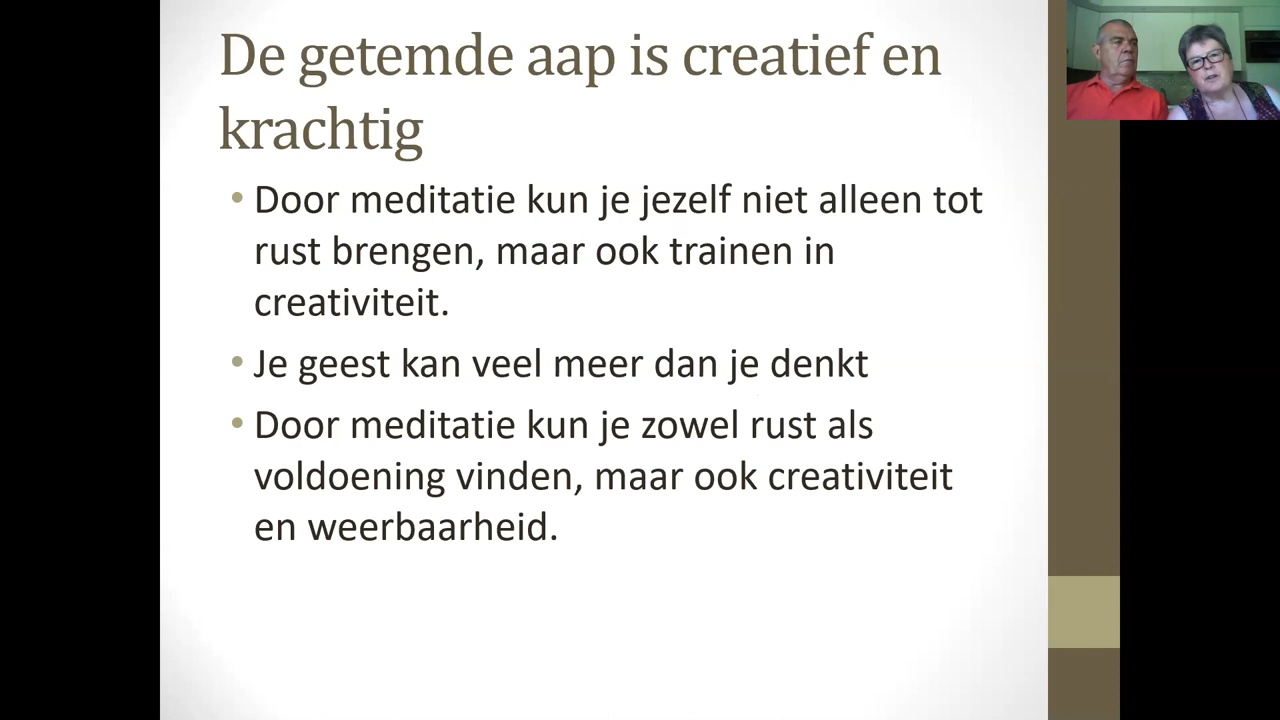 De getemde aap is creatief en
krachtig
• Door meditatie kun je jezelf niet alleen tot
rust brengen, maar ook trainen in
creativiteit.
• Je geest kan veel meer dan je denkt
• Door meditatie kun je zowel rust als
voldoening vinden, maar ook creativiteit
en weerbaarheid.